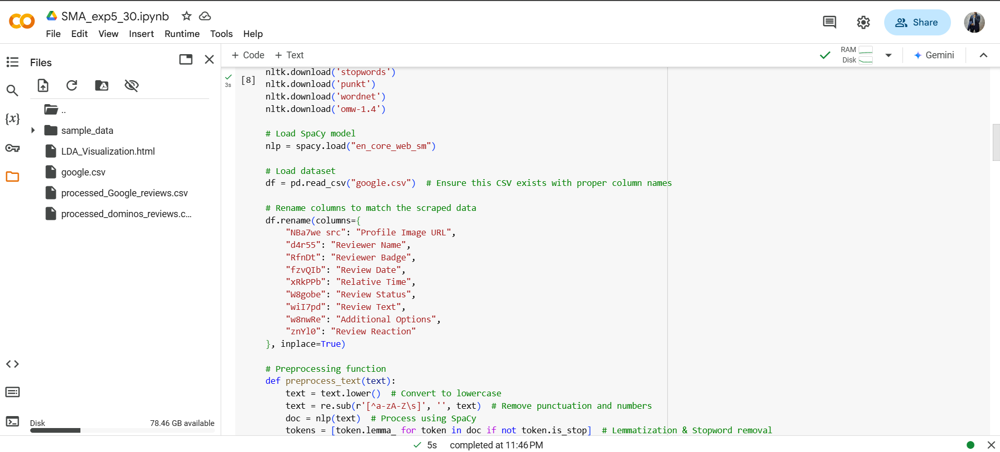 SMA_exp5_30.ipynb
File Edit View Insert Runtime Tools Help
Share
Files
+ Code + Text
RAM
Disk
Gemini
..
sample_data
LDA_Visualization.html
google.csv
processed_Google_reviews.csv
processed_dominos_reviews.c...
{x}
Disk 78.46 GB available
3s
[8]
nltk.download('stopwords')
nltk.download('punkt')
nltk.download('wordnet')
nltk.download('omw-1.4')
# Load SpaCy model
nlp = spacy.load("en_core_web_sm")
# Load dataset
df = pd.read_csv("google.csv")  # Ensure this CSV exists with proper column names
# Rename columns to match the scraped data
df.rename(columns={
    "NBa7we src": "Profile Image URL",
    "d4r55": "Reviewer Name",
    "RfnDt": "Reviewer Badge",
    "fzvQIb": "Review Date",
    "xRkPPb": "Relative Time",
    "W8gobe": "Review Status",
    "wiI7pd": "Review Text",
    "w8nwRe": "Additional Options",
    "znYl0": "Review Reaction"
}, inplace=True)
# Preprocessing function
def preprocess_text(text):
    text = text.lower()  # Convert to lowercase
    text = re.sub(r'[^a-zA-Z\s]', '', text)  # Remove punctuation and numbers
    doc = nlp(text)  # Process using SpaCy
    tokens = [token.lemma_ for token in doc if not token.is_stop]  # Lemmatization & Stopword removal
5s completed at 11:46 PM